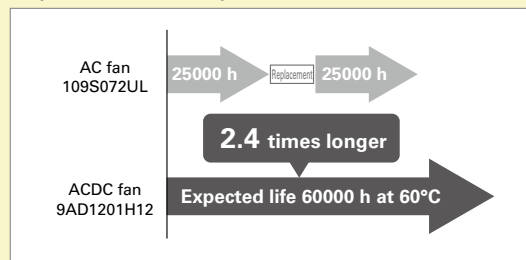 AC fan
109S072UL
25000 h
Replacement
25000 h
2.4 times longer
ACDC fan
9AD1201H12
Expected life 60000 h at 60°C